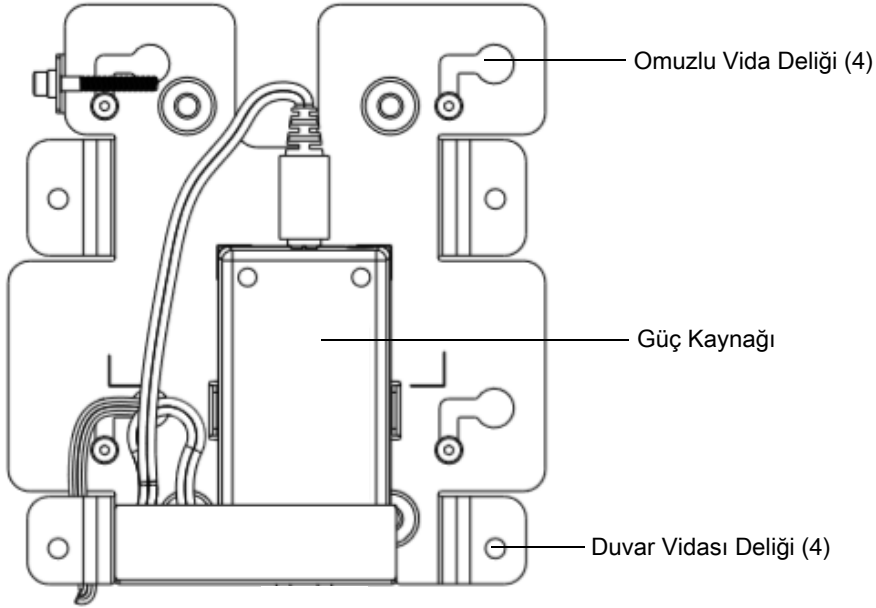 Omuzlu Vida Deliği (4)
Güç Kaynağı
Duvar Vidası Deliği (4)